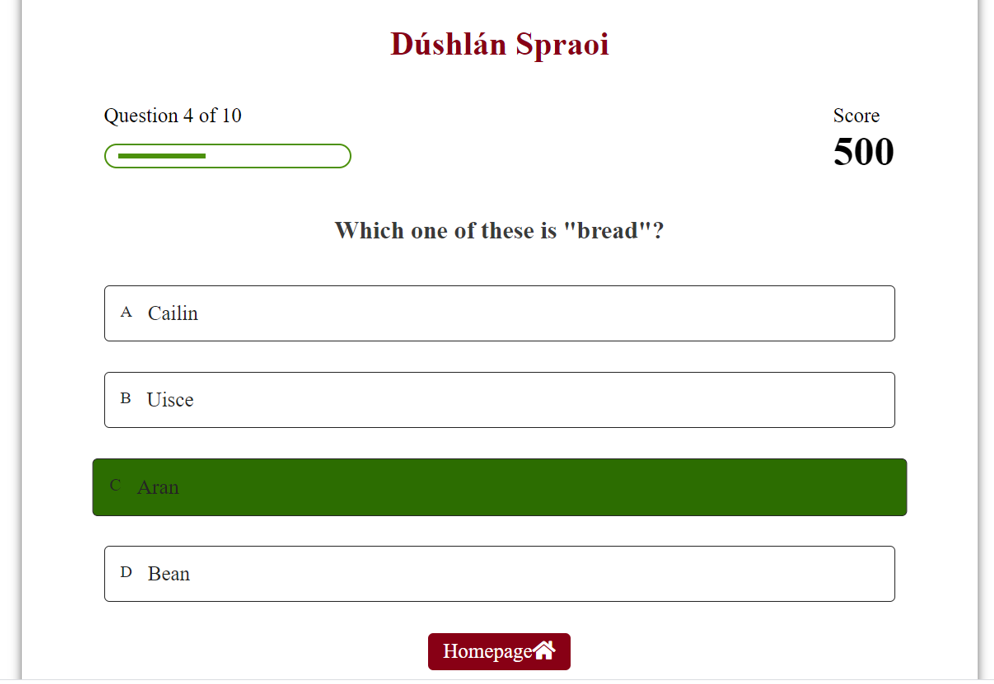 Dúshlán Spraoi
Question 4 of 10
Score
500
Which one of these is "bread"?
A Cailin
B Uisce
C Aran
D Bean
Homepage